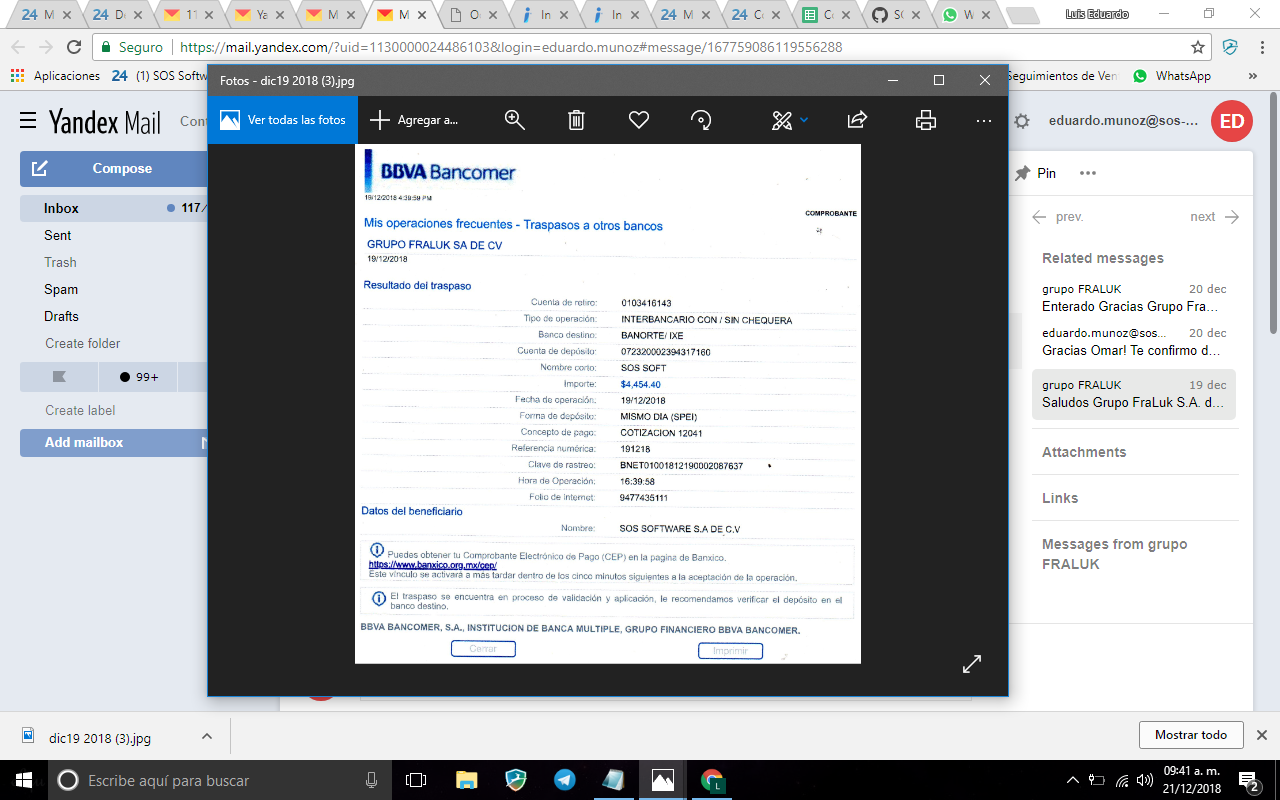 24 M
24 D
11
Ya
M
M
O
In
In
24 M
24 C
C
SC
W
Luis Eduardo
Seguro
https://mail.yandex.com/?uid=1130000024486103&login=eduardo.munoz#message/167759086119556288
Aplicaciones
24 (1) SOS Softw
Seguimientos de Ven
WhatsApp
»
Fotos - dic19 2018 (3).jpg
Ver todas las fotos
Agregar a...
Yandex Mail
Cont
eduardo.munoz@sos-...
ED
Compose
Inbox
117
Sent
Trash
Spam
Drafts
Create folder
99+
Create label
Add mailbox
BBVA Bancomer
19/12/2018 4:39:59 PM
COMPROBANTE
Mis operaciones frecuentes - Traspasos a otros bancos
GRUPO FRALUK SA DE CV
19/12/2018
Resultado del traspaso
Cuenta de retiro: 0103416143
Tipo de operación: INTERBANCARIO CON / SIN CHEQUERA
Banco destino: BANORTE/ IXE
Cuenta de depósito: 072320002394317160
Nombre corto: SOS SOFT
Importe: $4,454.40
Fecha de operación: 19/12/2018
Forma de depósito: MISMO DIA (SPEI)
Concepto de pago: COTIZACION 12041
Referencia numérica: 191218
Clave de rastreo: BNET01001812190002087637
Hora de Operación: 16:39:58
Folio de Internet: 9477435111
Datos del beneficiario
Nombre: SOS SOFTWARE S.A DE C.V
Puedes obtener tu Comprobante Electrónico de Pago (CEP) en la pagina de Banxico.
https://www.banxico.org.mx/cep/
Este vínculo se activará a más tardar dentro de los cinco minutos siguientes a la aceptación de la operación.
El traspaso se encuentra en proceso de validación y aplicación, le recomendamos verificar el depósito en el
banco destino.
BBVA BANCOMER, S.A., INSTITUCION DE BANCA MULTIPLE, GRUPO FINANCIERO BBVA BANCOMER.
Cerrar
Imprimir
Pin
prev.
next
Related messages
grupo FRALUK 20 dec
Enterado Gracias Grupo Fra...
eduardo.munoz@sos... 20 dec
Gracias Omar! Te confirmo d...
grupo FRALUK 19 dec
Saludos Grupo FraLuk S.A. d...
Attachments
Links
Messages from grupo
FRALUK
dic19 2018 (3).jpg
Mostrar todo
Escribe aquí para buscar
L
09:41 a. m.
21/12/2018
2